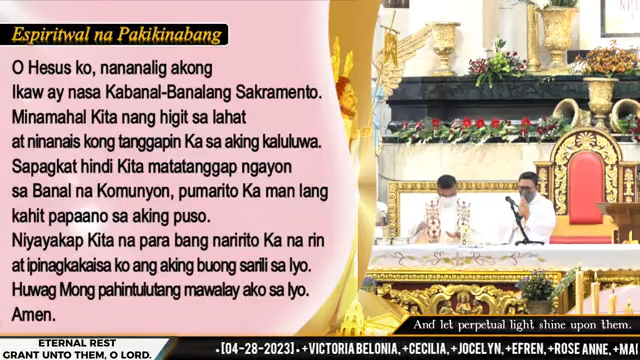 Espiritwal na Pakikinabang
O Hesus ko, nananalig akong
Ikaw ay nasa Kabanal-Banalang Sakramento.
Minamahal Kita nang higit sa lahat
at ninanais kong tanggapin Ka sa aking kaluluwa.
Sapagkat hindi Kita matatanggap ngayon
sa Banal na Komunyon, pumarito Ka man lang
kahit papaano sa aking puso.
Niyayakap Kita na para bang naririto Ka na rin
at ipinagkakaisa ko ang aking buong sarili sa Iyo.
Huwag Mong pahintulutang mawalay ako sa Iyo.
Amen.
And let perpetual light shine upon them.
ETERNAL REST
GRANT UNTO THEM, O LORD.
• [04-28-2023] • +VICTORIA BELONIA, +CECILIA, +JOCELYN, +EFREN, +ROSE ANNE, +MAI